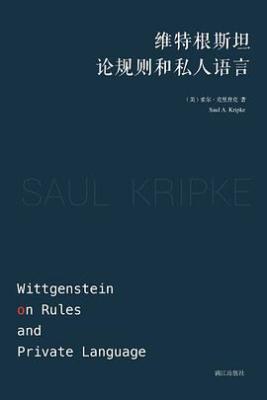 维特根斯坦
论规则和私人语言
（美）索尔·克里普克 著
Saul A. Kripke
SAUL KRIPKE
Wittgenstein
on Rules
and
Private Language
漓江出版社